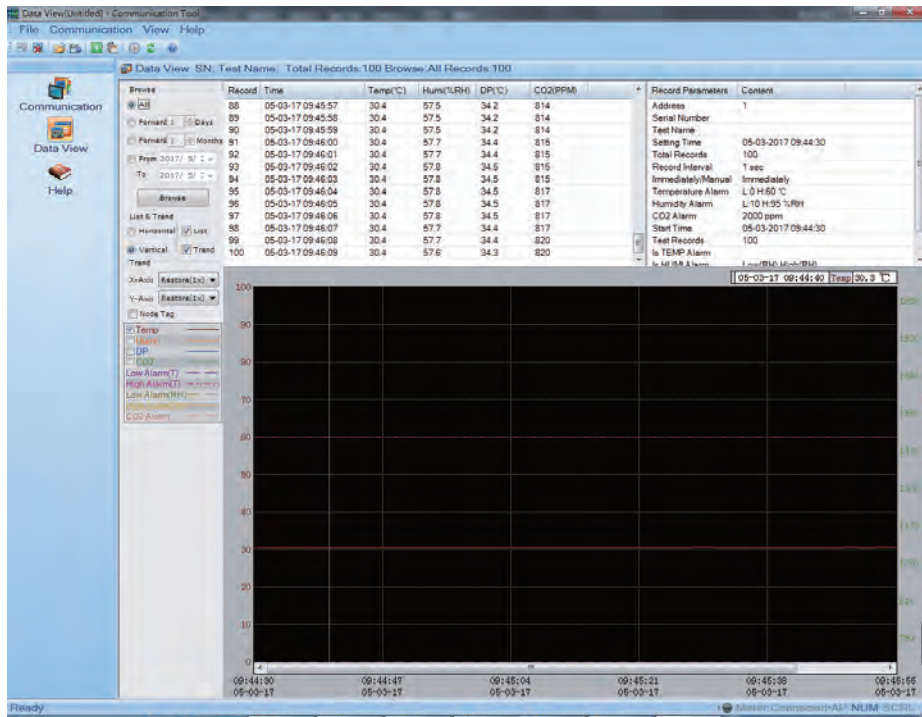 Data View(Untitled) - Communication Tool
File Communication View Help
Data View SN: Test Name: Total Records:100 Browse:All Records:100
Communication
Data View
Help
Browse
All
Forward 1 Days
Forward 1 Months
From 2017/ 5/
To 2017/ 5/
Browse
List & Trend
Horizontal List
Vertical Trend
Trend
X-Axis Restore(1x)
Y-Axis Restore(1x)
Node Tag
Temp
DP
CO2
Low Alarm(T)
High Alarm(T)
Low Alarm(RH)
CO2 Alarm
Record Time Temp(°C) Humi(%RH) DP(°C) CO2(PPM)
88 05-03-17 09:45:57 30.4 57.5 34.2 814
89 05-03-17 09:45:58 30.4 57.5 34.2 814
90 05-03-17 09:45:59 30.4 57.5 34.2 814
91 05-03-17 09:46:00 30.4 57.7 34.4 815
92 05-03-17 09:46:01 30.4 57.7 34.4 815
93 05-03-17 09:46:02 30.4 57.8 34.5 815
94 05-03-17 09:46:03 30.4 57.8 34.5 815
95 05-03-17 09:46:04 30.4 57.8 34.5 817
96 05-03-17 09:46:05 30.4 57.8 34.5 817
97 05-03-17 09:46:06 30.4 57.8 34.5 817
98 05-03-17 09:46:07 30.4 57.7 34.4 817
99 05-03-17 09:46:08 30.4 57.7 34.4 820
100 05-03-17 09:46:09 30.4 57.6 34.3 820
Record Parameters Content
Address 1
Serial Number
Test Name
Setting Time 05-03-2017 09:44:30
Total Records 100
Record Interval 1 sec
Immediately/Manual Immediately
Temperature Alarm L:0 H:60 °C
Humidity Alarm L:10 H:95 %RH
CO2 Alarm 2000 ppm
Start Time 05-03-2017 09:44:30
Test Records 100
Is TEMP Alarm
Is HUMI Alarm Low(RH) High(RH)
05-03-17 09:44:40 Temp 30.3 °C
100
90
80
70
60
50
40
30
20
10
0
09:44:30 09:44:47 09:45:04 09:45:21 09:45:38 09:45:55
05-03-17 05-03-17 05-03-17 05-03-17 05-03-17 05-03-17
Ready
Meter Connected:AP NUM SCRL